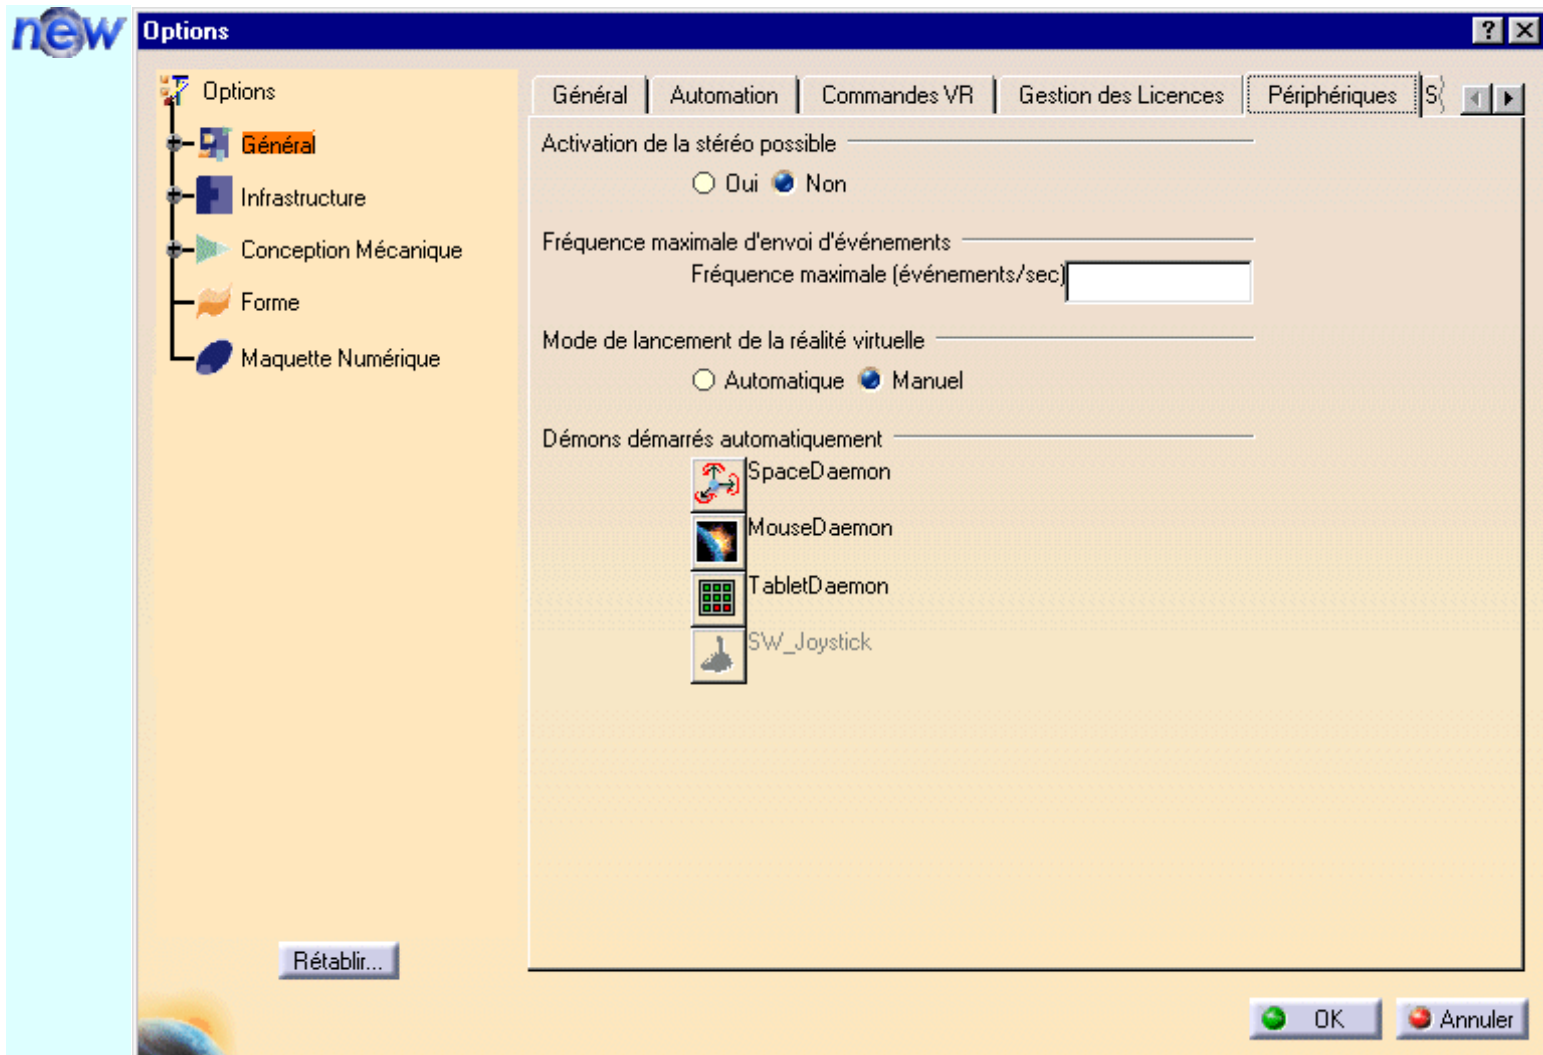 new
Options
Options
Général
Infrastructure
Conception Mécanique
Forme
Maquette Numérique
Rétablir...
Général Automation Commandes VR Gestion des Licences Périphériques
Activation de la stéréo possible
Oui Non
Fréquence maximale d'envoi d'événements
Fréquence maximale (événements/sec)
Mode de lancement de la réalité virtuelle
Automatique Manuel
Démons démarrés automatiquement
SpaceDaemon
MouseDaemon
TabletDaemon
SW_Joystick
OK Annuler